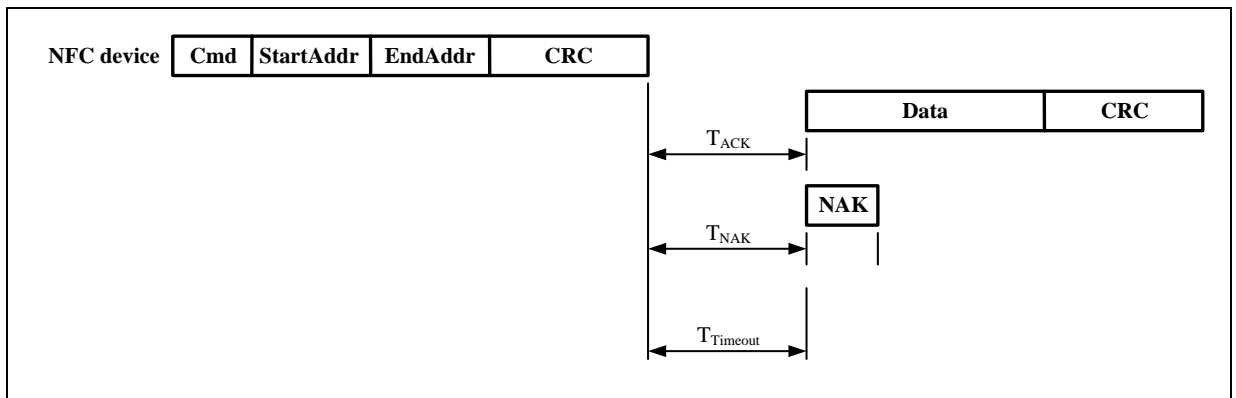 NFC device Cmd StartAddr EndAddr CRC
Data CRC
TACK
NAK
TNAK
TTimeout